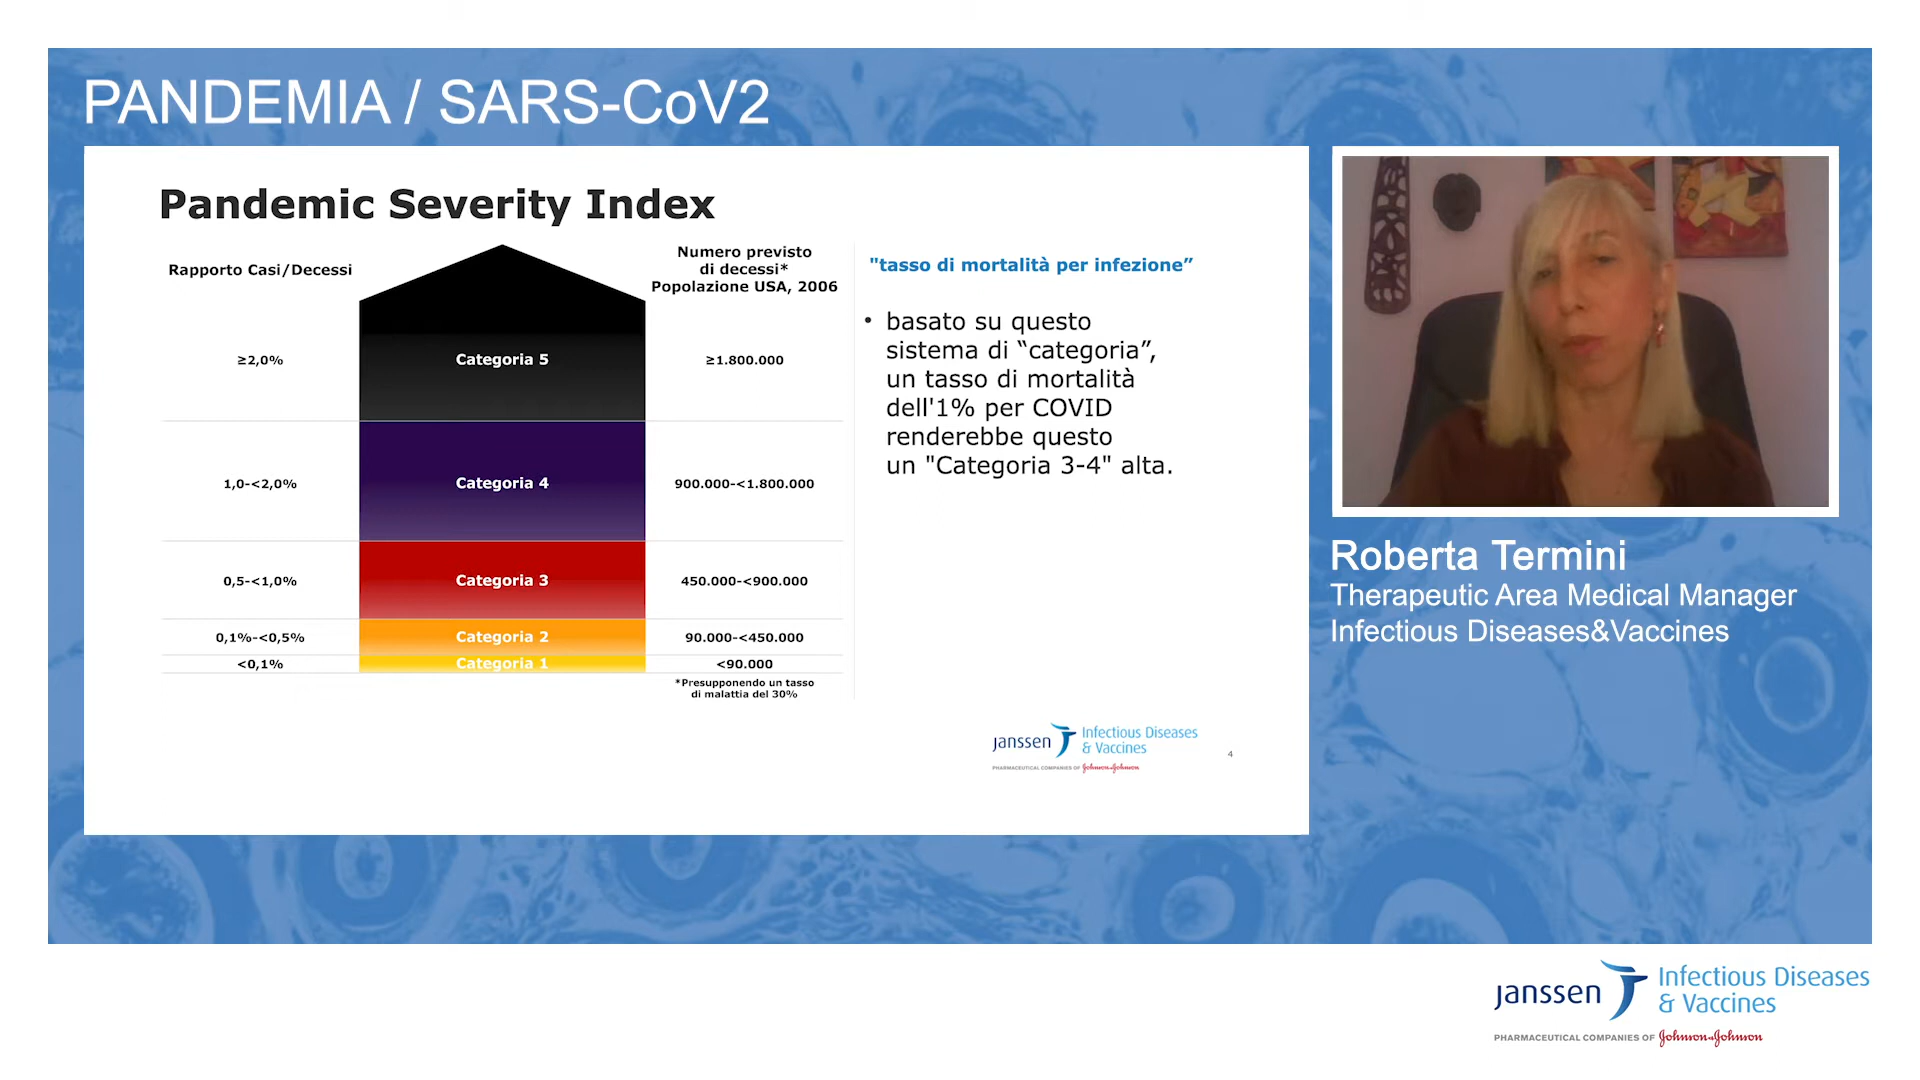 PANDEMIA / SARS-CoV2
Pandemic Severity Index
Rapporto Casi/Decessi
Numero previsto
di decessi*
Popolazione USA, 2006
≥2,0%
Categoria 5
≥1.800.000
1,0-<2,0%
Categoria 4
900.000-<1.800.000
0,5-<1,0%
Categoria 3
450.000-<900.000
0,1%-<0,5%
Categoria 2
90.000-<450.000
<0,1%
Categoria 1
<90.000
*Presupponendo un tasso
di malattia del 30%
"tasso di mortalità per infezione”
• basato su questo
sistema di “categoria”,
un tasso di mortalità
dell'1% per COVID
renderebbe questo
un "Categoria 3-4" alta.
janssen
Infectious Diseases
& Vaccines
PHARMACEUTICAL COMPANIES OF Johnson&Johnson
4
Roberta Termini
Therapeutic Area Medical Manager
Infectious Diseases&Vaccines
janssen
Infectious Diseases
& Vaccines
PHARMACEUTICAL COMPANIES OF Johnson&Johnson